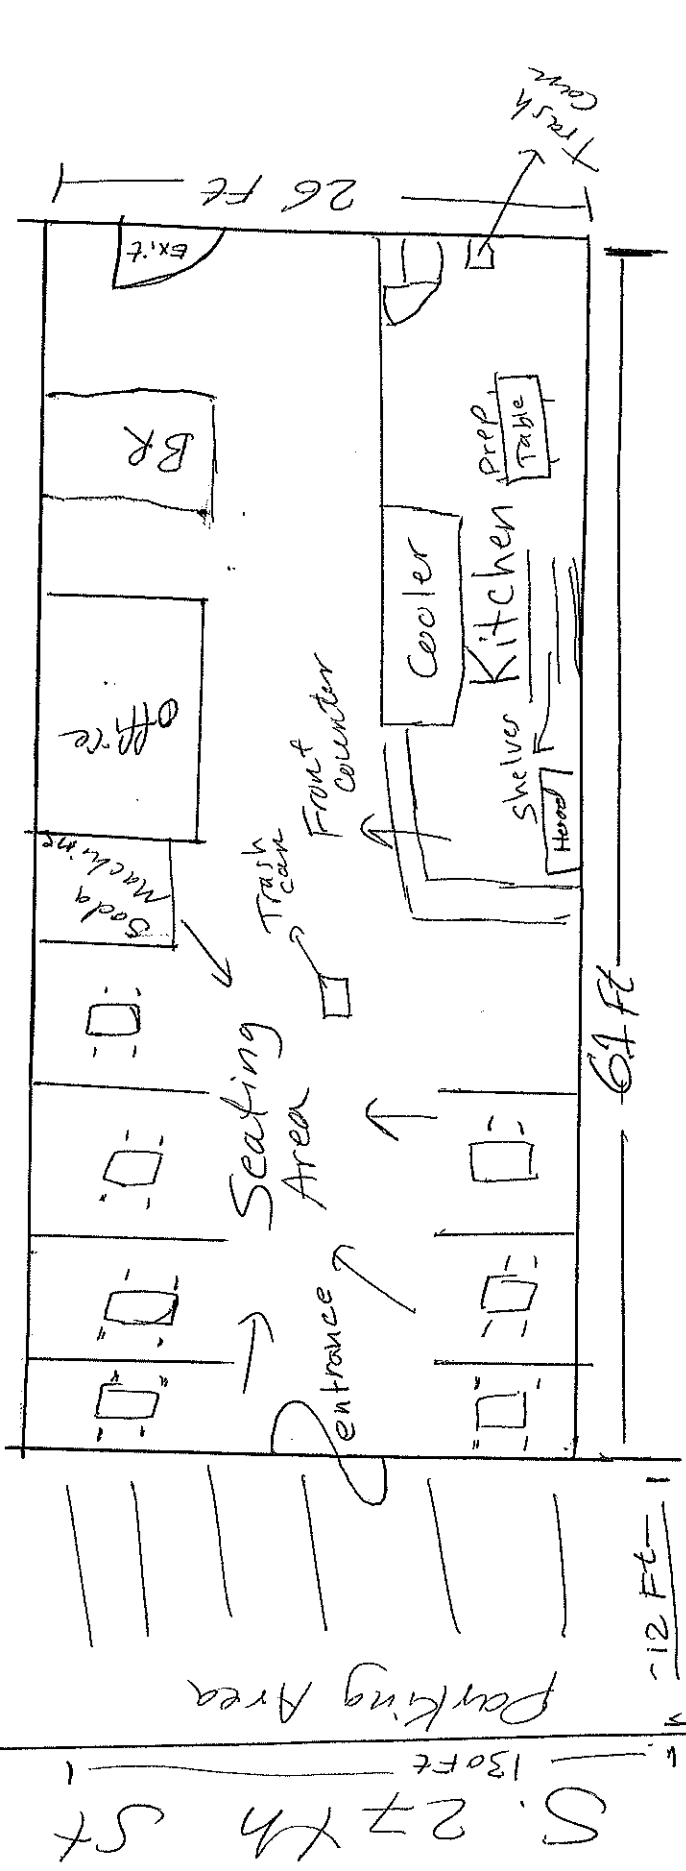 Trash
can
26 Ft
Exit
BR
Prep
Table
Cooler
Kitchen
office
Front
counter
Shelves
Soda
Machine
Trash
can
Seating
Area
61 Ft
entrance
12 Ft
Parking Area
130 Ft
S. 27th St